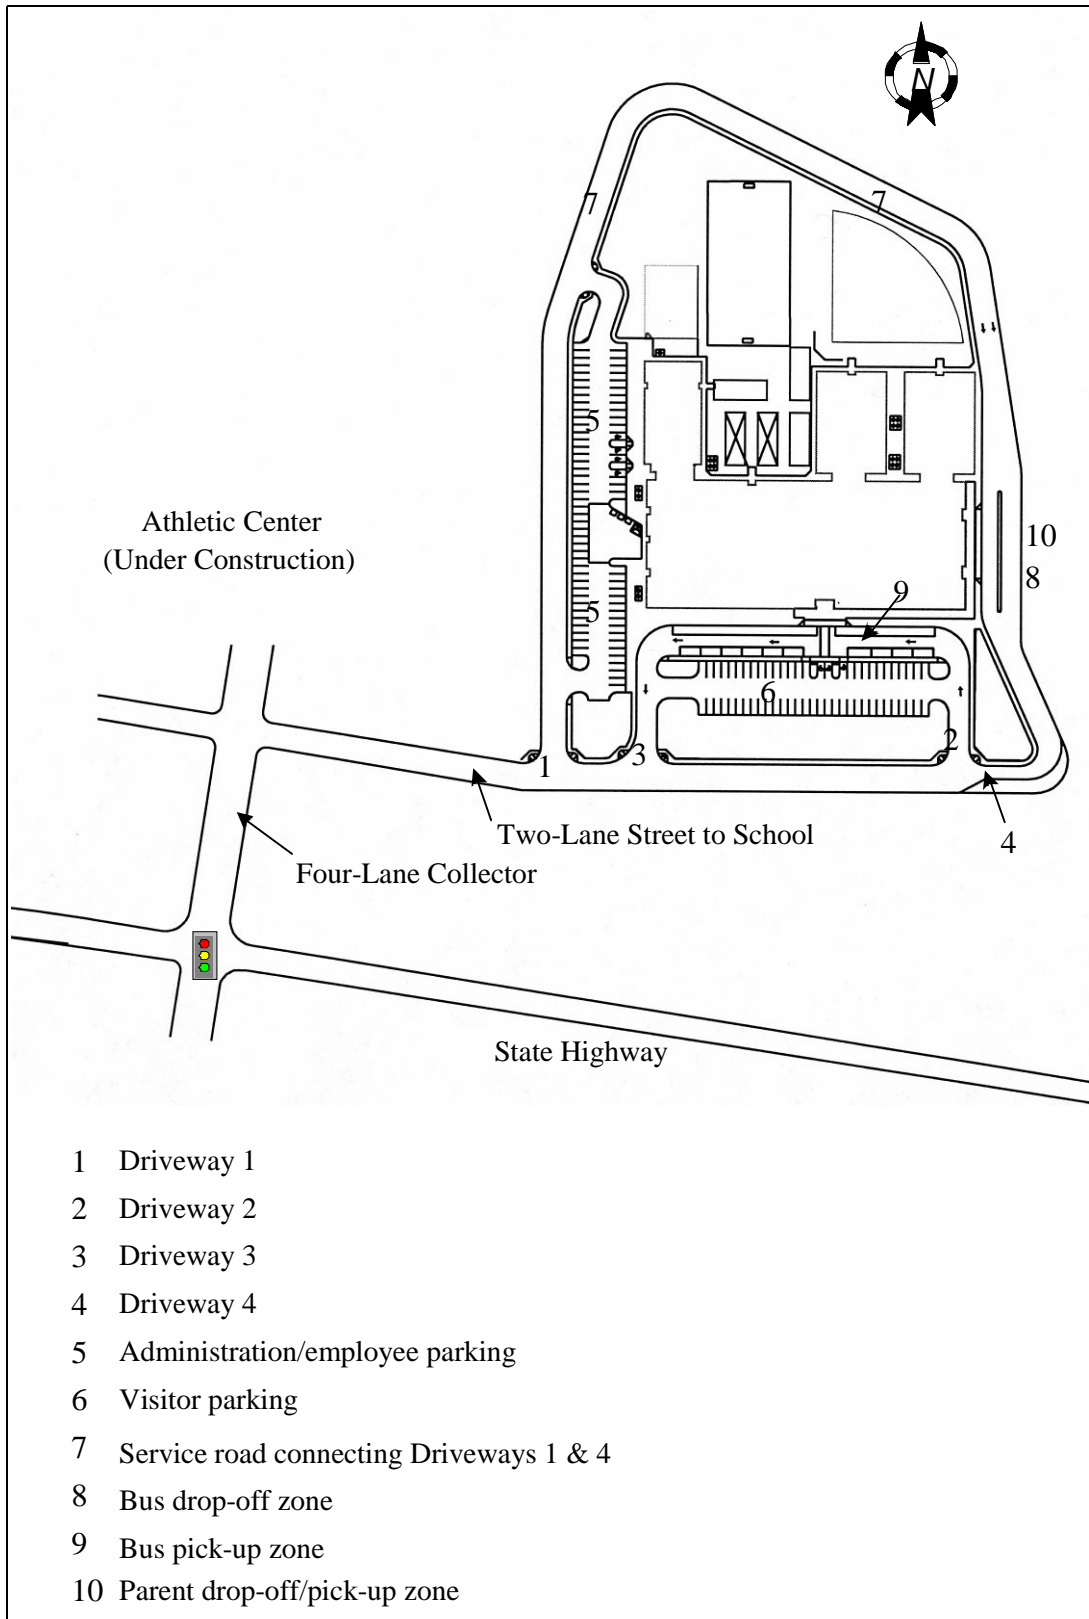 N
7
7
5
Athletic Center
(Under Construction)
10
8
9
5
6
2
3
1
Two-Lane Street to School
4
Four-Lane Collector
State Highway
1 Driveway 1
2 Driveway 2
3 Driveway 3
4 Driveway 4
5 Administration/employee parking
6 Visitor parking
7 Service road connecting Driveways 1 & 4
8 Bus drop-off zone
9 Bus pick-up zone
10 Parent drop-off/pick-up zone